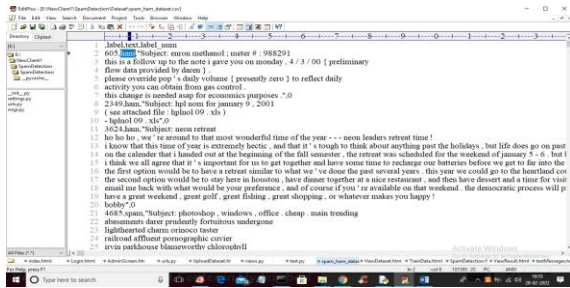 EditPlus - [E:\NewClient7\SpamDetection\Dataset\spam_ham_dataset.csv]
File Edit View Search Document Project Tools Browser Window Help
Directory Cliptext
,label,text,label_num
605,ham,"Subject: enron methanol ; meter # : 988291
this is a follow up to the note i gave you on monday , 4 / 3 / 00 { preliminary
flow data provided by daren } .
please override pop ' s daily volume { presently zero } to reflect daily
activity you can obtain from gas control .
this change is needed asap for economics purposes .",0
2349,ham,"Subject: hpl nom for january 9 , 2001
( see attached file : hplnol 09 . xls )
- hplnol 09 . xls",0
3624,ham,"Subject: neon retreat
ho ho ho , we ' re around to that most wonderful time of the year - - - neon leaders retreat time !
i know that this time of year is extremely hectic , and that it ' s tough to think about anything past the holidays , but life does go on past
on the calender that i handed out at the beginning of the fall semester , the retreat was scheduled for the weekend of january 5 - 6 . but
i think we all agree that it ' s important for us to get together and have some time to recharge our batteries before we get to far into the
the first option would be to have a retreat similar to what we ' ve done the past several years . this year we could go to the heartland
the second option would be to stay here in houston , have dinner together at a nice restaurant , and then have dessert and a time for
email me back with what would be your preference , and of course if you ' re available on that weekend . the democratic process will
have a great weekend , great golf , great fishing , great shopping , or whatever makes you happy !
bobby",0
4685,spam,"Subject: photoshop , windows , office . cheap . main trending
abasements darer prudently fortuitous undergone
lighthearted charm orinoco taster
railroad affluent pornographic cuvier
irvin parkhouse blameworthy chlorophyll
Activate Windows
All Files (*.*)
For Help, press F1
Type here to search